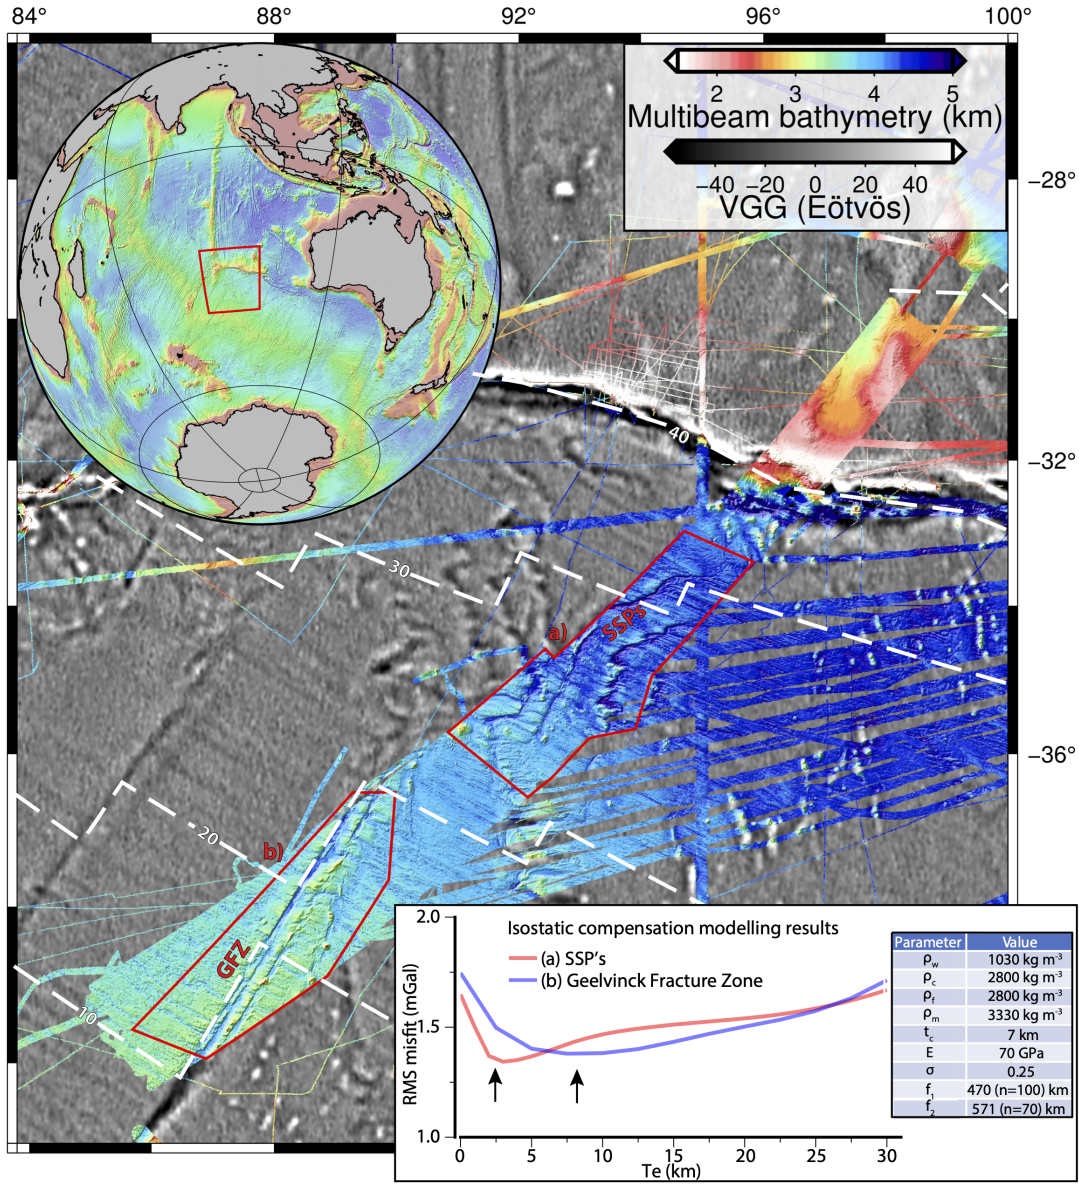 84° 88° 92° 96° 100°
2 3 4 5
Multibeam bathymetry (km)
−40 −20 0 20 40
VGG (Eötvös)
−28°
−32°
−36°
40
30
20
10
a)
SSPs
b)
GFZ
Isostatic compensation modelling results
(a) SSP's
(b) Geelvinck Fracture Zone
RMS misfit (mGal)
2.0
1.5
1.0
0 5 10 15 20 25 30
Te (km)
Parameter Value
ρw 1030 kg m-3
ρc 2800 kg m-3
ρf 2800 kg m-3
ρm 3330 kg m-3
tc 7 km
E 70 GPa
σ 0.25
f1 470 (n=100) km
f2 571 (n=70) km